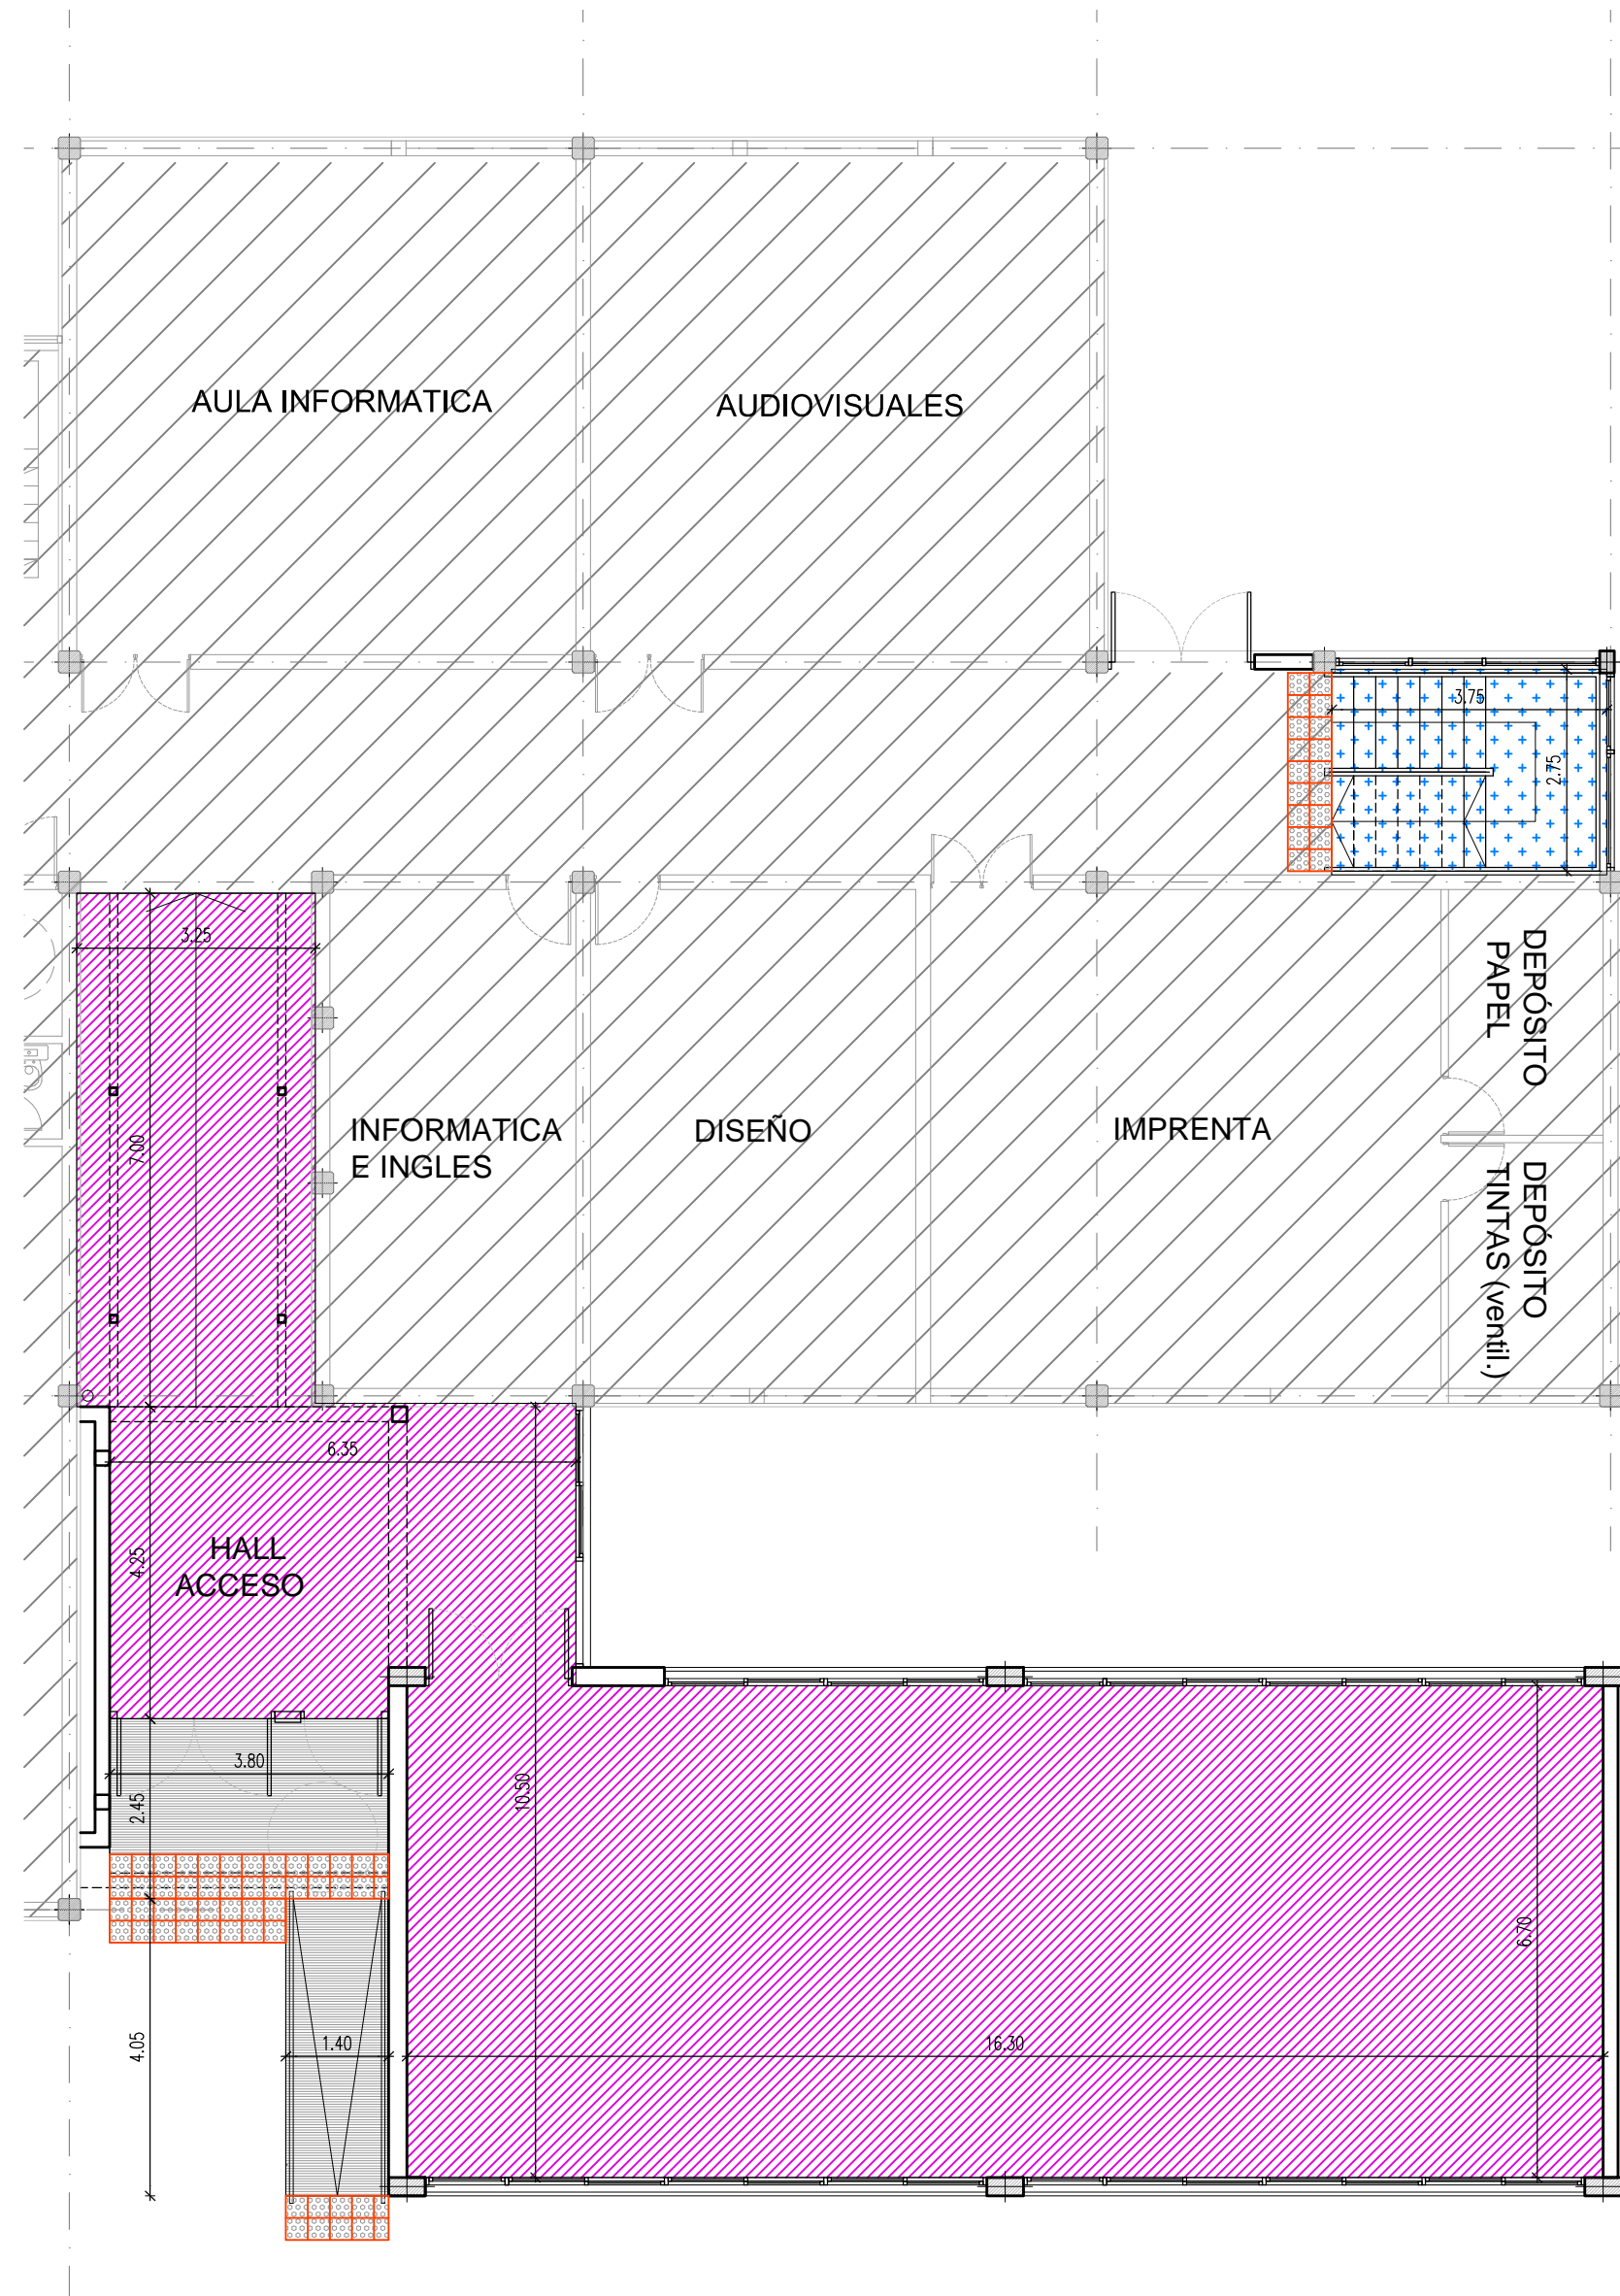 AULA INFORMATICA
AUDIOVISUALES
3.75
2.75
3.25
DEPÓSITO
PAPEL
7.00
INFORMATICA
E INGLES
DISEÑO
IMPRENTA
DEPÓSITO
TINTAS (ventil.)
6.35
HALL
ACCESO
4.25
3.80
2.45
10.50
6.70
4.05
1.40
16.30